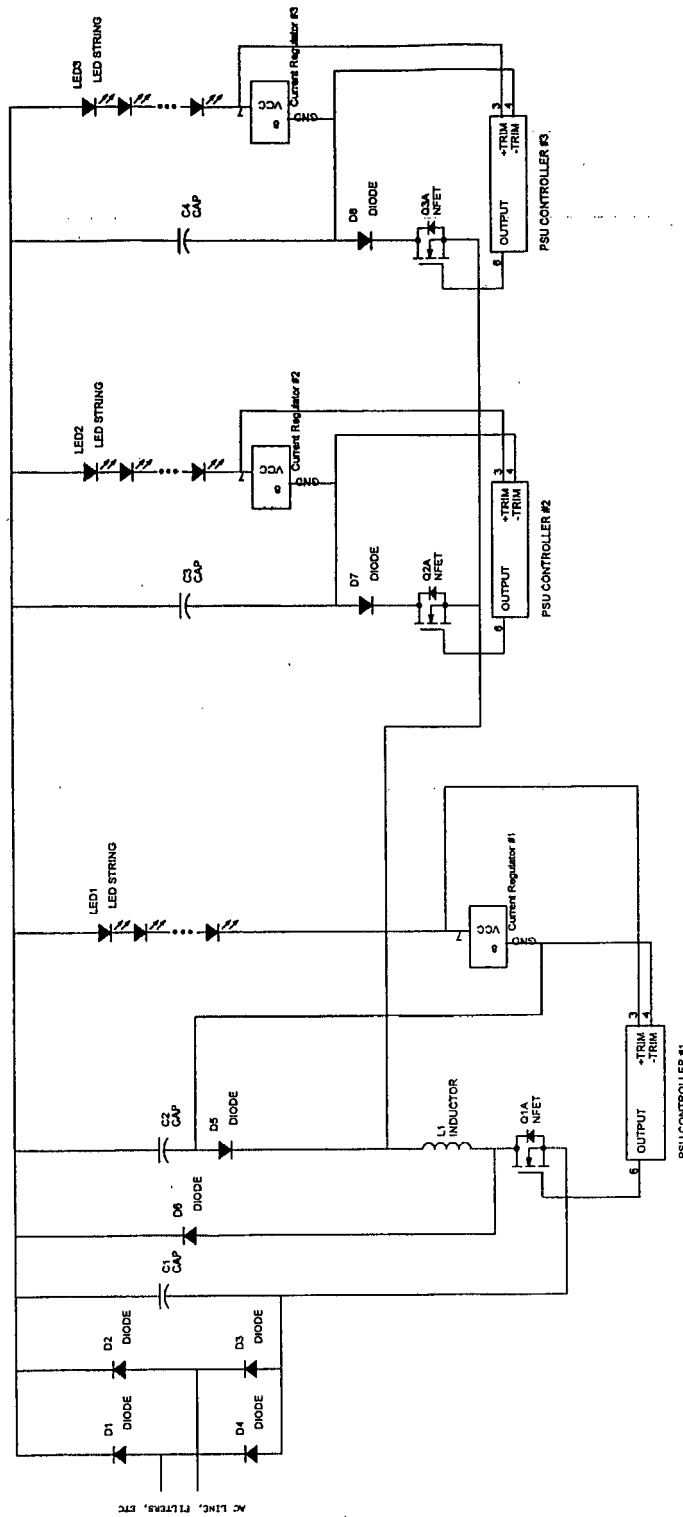 AC LINE, FILTERS, ETC
D1
DIODE
D4
DIODE
D2
DIODE
D3
DIODE
C1
CAP
D6
DIODE
C2
CAP
D5
DIODE
L1
INDUCTOR
Q1A
NFET
6
OUTPUT
+TRIM
-TRIM
3
4
PSU CONTROLLER #1
LED1
LED STRING
7
VCC
8
GND
Current Regulator #1
C3
CAP
D7
DIODE
Q2A
NFET
6
OUTPUT
+TRIM
-TRIM
3
4
PSU CONTROLLER #2
LED2
LED STRING
7
VCC
8
GND
Current Regulator #2
C4
CAP
D8
DIODE
Q3A
NFET
6
OUTPUT
+TRIM
-TRIM
3
4
PSU CONTROLLER #3
LED3
LED STRING
7
VCC
8
GND
Current Regulator #3